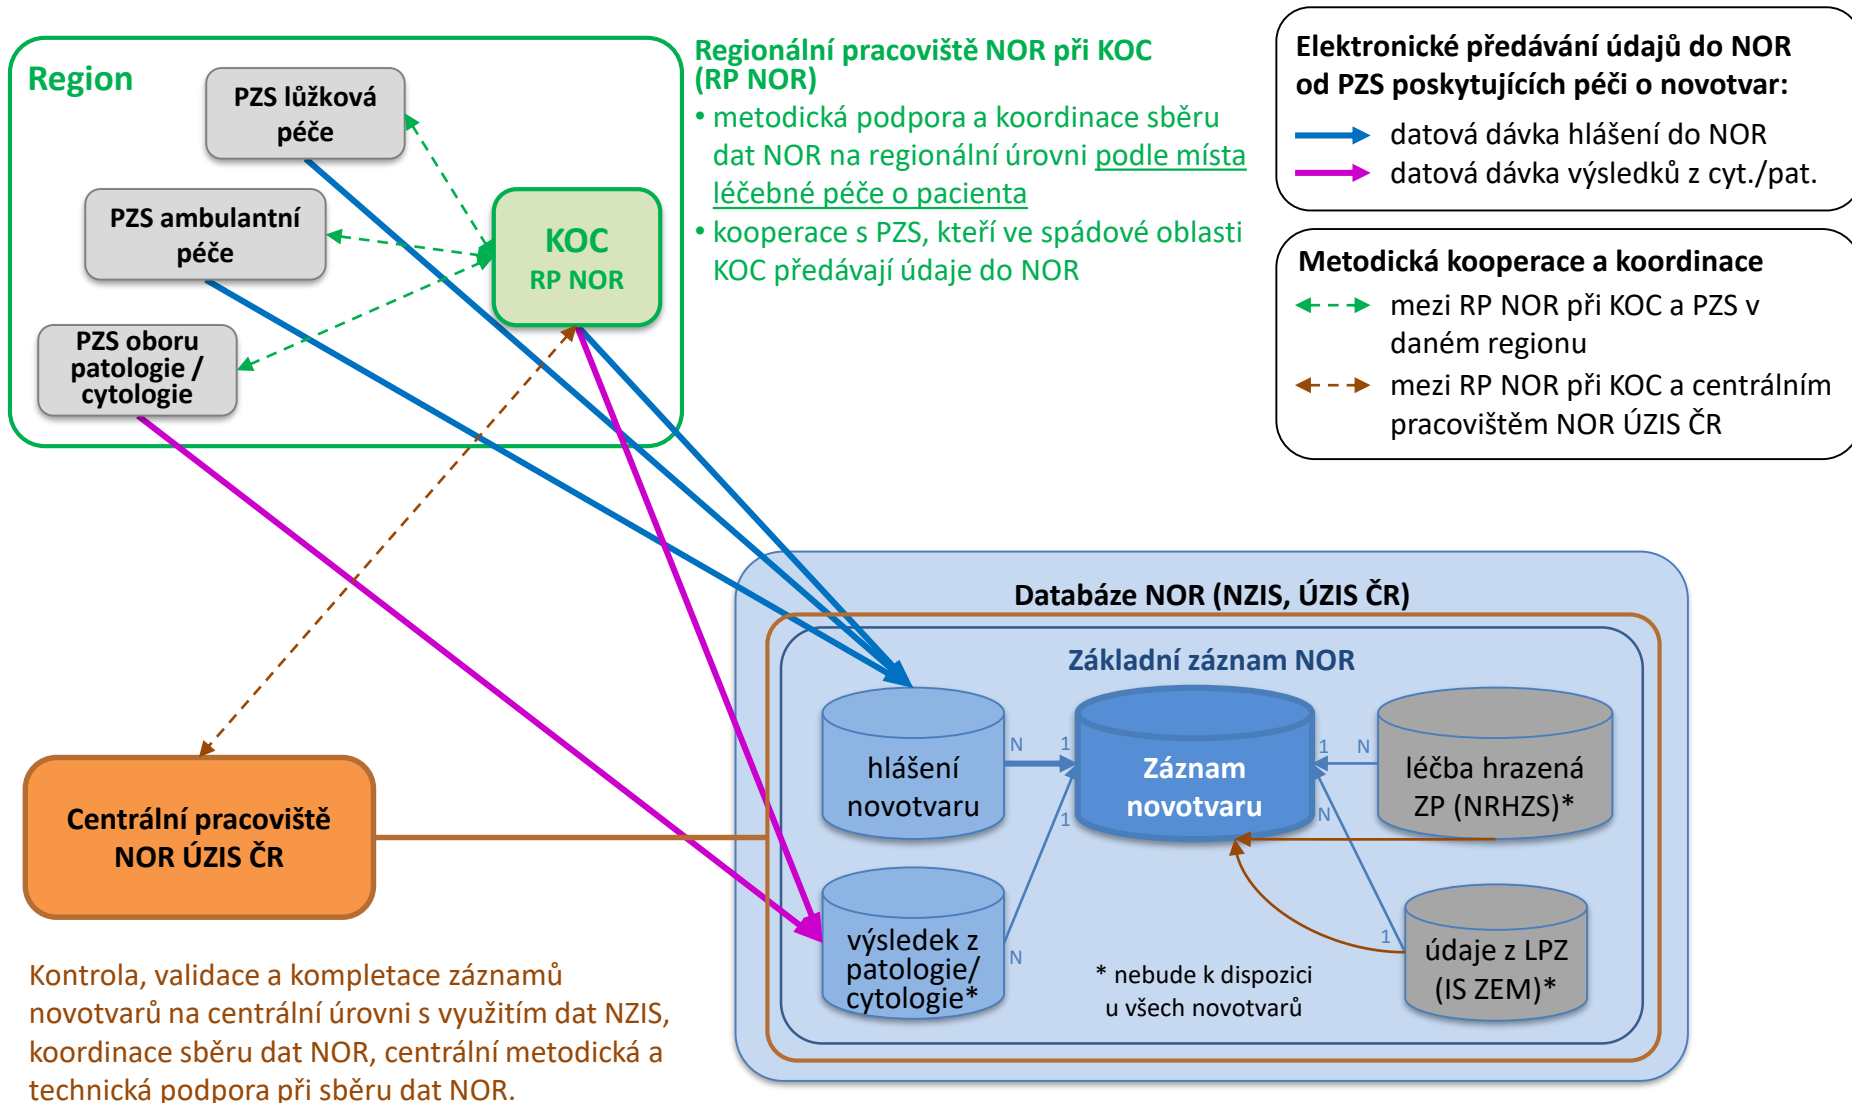 Region
PZS lůžková
péče
PZS ambulantní
péče
PZS oboru
patologie /
cytologie
KOC
RP NOR
Regionální pracoviště NOR při KOC
(RP NOR)
• metodická podpora a koordinace sběru
dat NOR na regionální úrovni podle místa
léčebné péče o pacienta
• kooperace s PZS, kteří ve spádové oblasti
KOC předávají údaje do NOR
Elektronické předávání údajů do NOR
od PZS poskytujících péči o novotvar:
datová dávka hlášení do NOR
datová dávka výsledků z cyt./pat.
Metodická kooperace a koordinace
mezi RP NOR při KOC a PZS v
daném regionu
mezi RP NOR při KOC a centrálním
pracovištěm NOR ÚZIS ČR
Databáze NOR (NZIS, ÚZIS ČR)
Základní záznam NOR
hlášení
novotvaru
N
1
Záznam
novotvaru
1
N
léčba hrazená
ZP (NRHZS)*
1
N
výsledek z
patologie/
cytologie*
N
* nebude k dispozici
u všech novotvarů
1
údaje z LPZ
(IS ZEM)*
Centrální pracoviště
NOR ÚZIS ČR
Kontrola, validace a kompletace záznamů
novotvarů na centrální úrovni s využitím dat NZIS,
koordinace sběru dat NOR, centrální metodická a
technická podpora při sběru dat NOR.